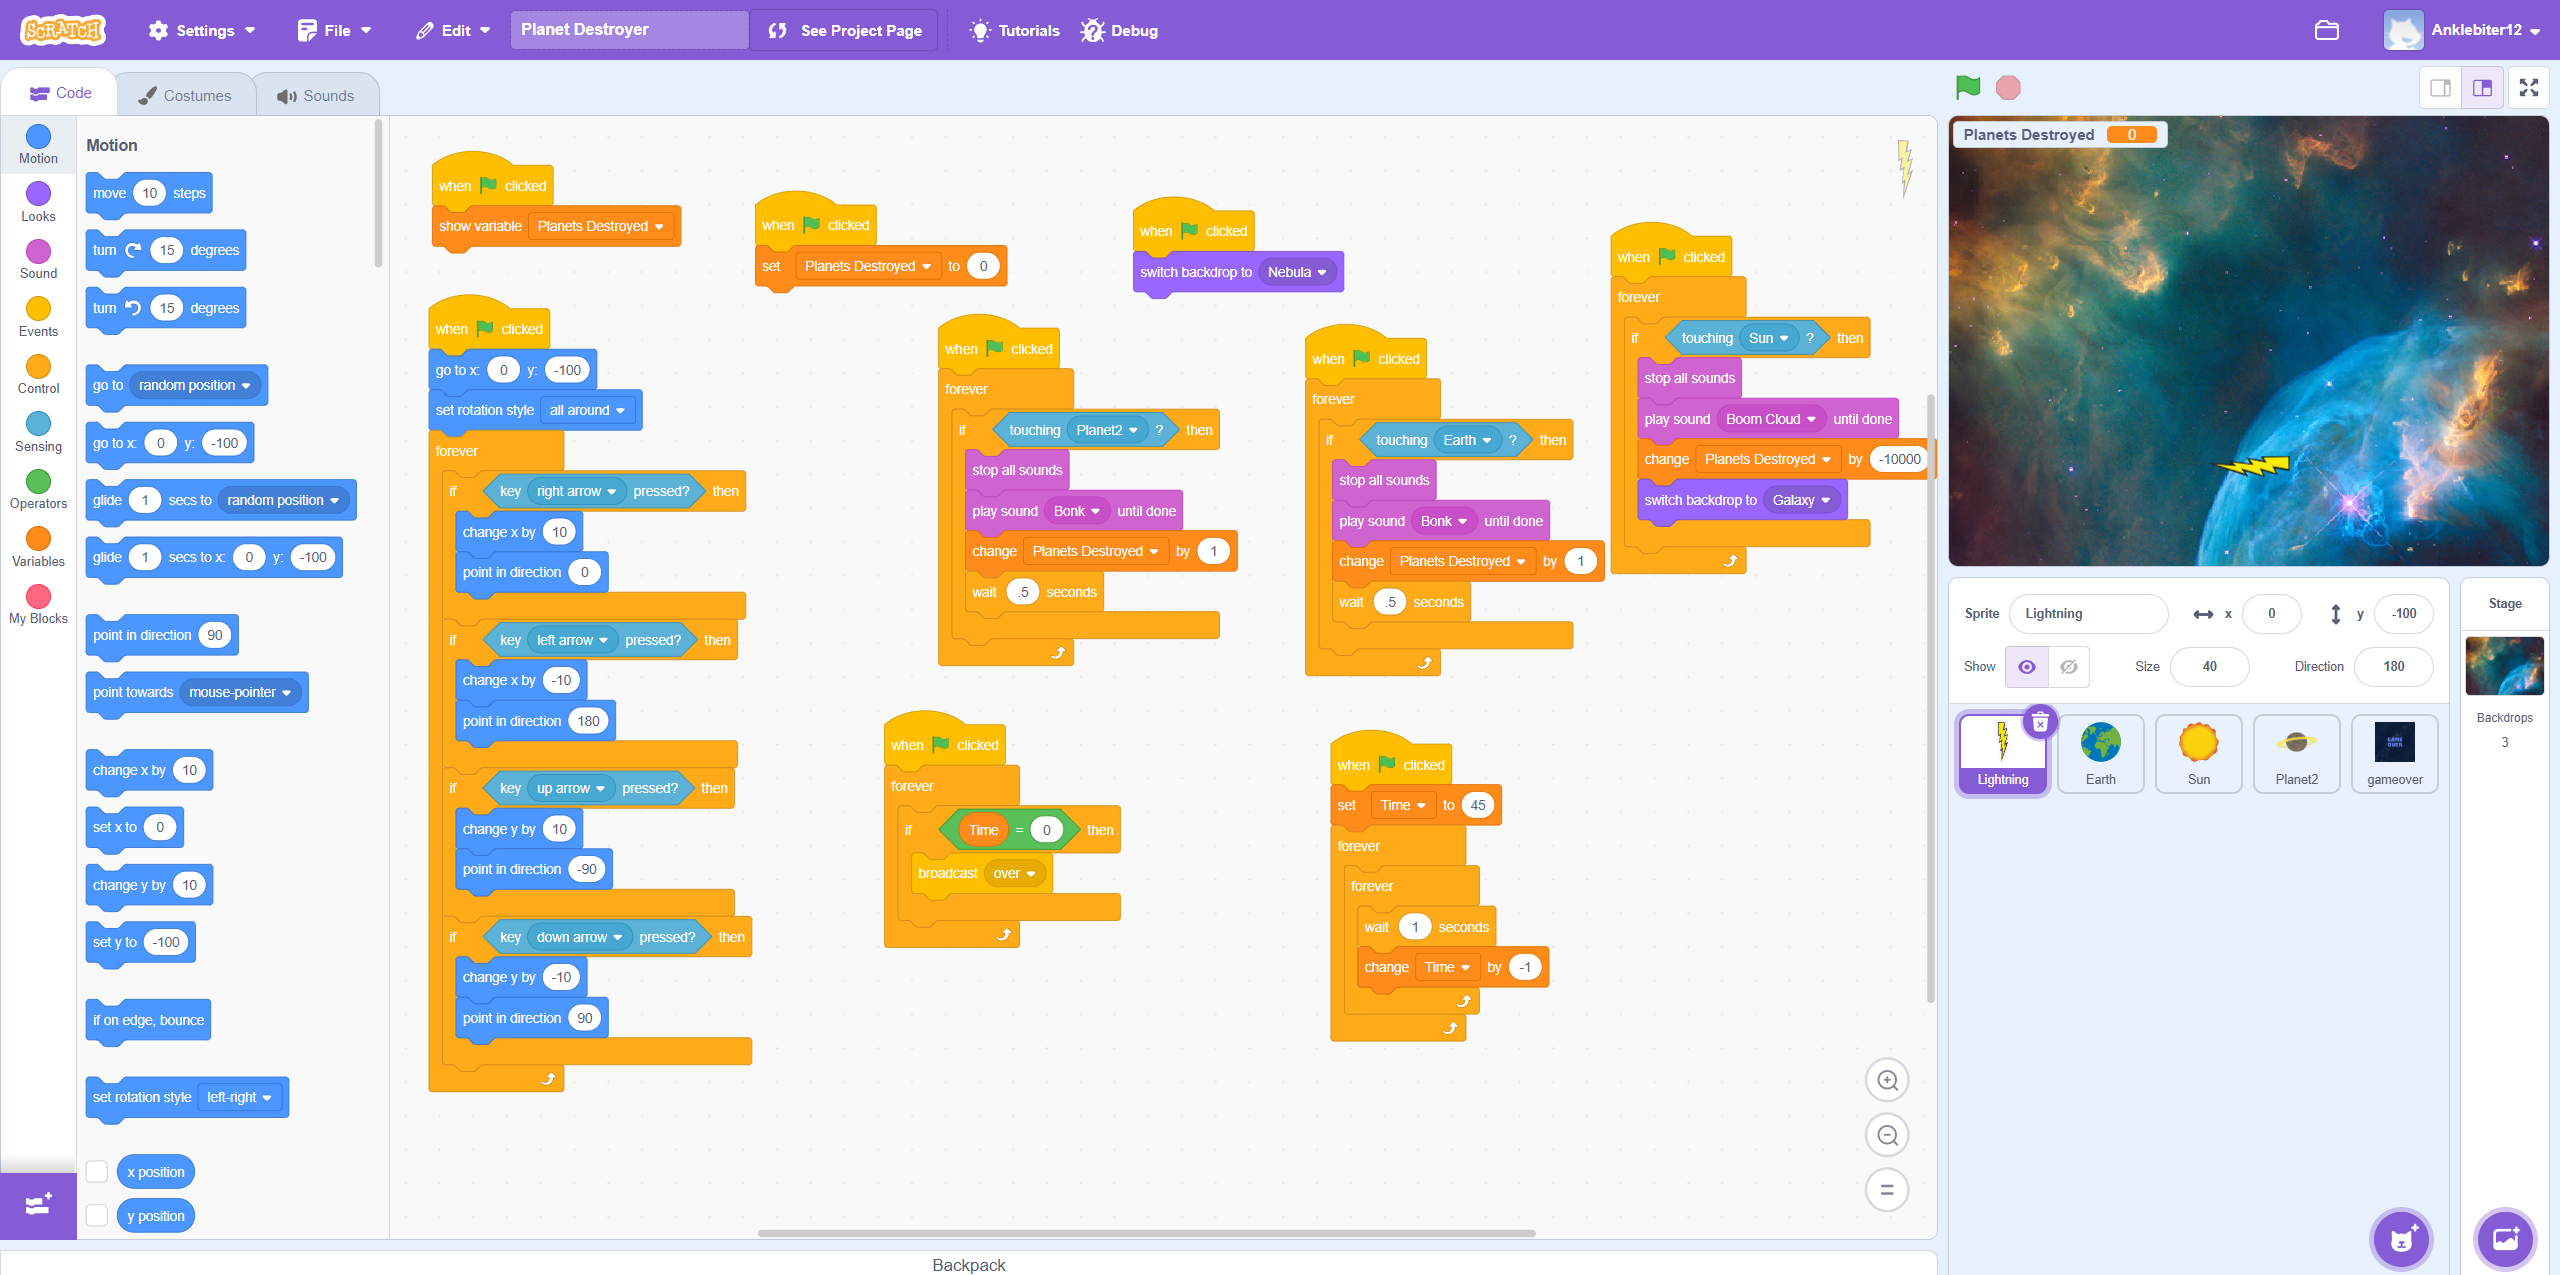 SCRATCH
Settings
File
Edit
Planet Destroyer
See Project Page
Tutorials
Debug
Anklebiter12
Code
Costumes
Sounds
Motion
Looks
Sound
Events
Control
Sensing
Operators
Variables
My Blocks
Motion
move 10 steps
turn 15 degrees
turn 15 degrees
go to random position
go to x: 0 y: -100
glide 1 secs to random position
glide 1 secs to x: 0 y: -100
point in direction 90
point towards mouse-pointer
change x by 10
set x to 0
change y by 10
set y to -100
if on edge, bounce
set rotation style left-right
x position
y position
when clicked
show variable Planets Destroyed
when clicked
set Planets Destroyed to 0
when clicked
switch backdrop to Nebula
when clicked
go to x: 0 y: -100
set rotation style all around
forever
if key right arrow pressed? then
change x by 10
point in direction 0
if key left arrow pressed? then
change x by -10
point in direction 180
if key up arrow pressed? then
change y by 10
point in direction -90
if key down arrow pressed? then
change y by -10
point in direction 90
when clicked
forever
if touching Planet2 ? then
stop all sounds
play sound Bonk until done
change Planets Destroyed by 1
wait .5 seconds
when clicked
forever
if touching Earth ? then
stop all sounds
play sound Bonk until done
change Planets Destroyed by 1
wait .5 seconds
when clicked
forever
if touching Sun ? then
stop all sounds
play sound Boom Cloud until done
change Planets Destroyed by -10000
switch backdrop to Galaxy
when clicked
forever
if Time = 0 then
broadcast over
when clicked
set Time to 45
forever
forever
wait 1 seconds
change Time by -1
Backpack
Planets Destroyed 0
Sprite Lightning x 0 y -100
Show Size 40 Direction 180
Lightning
Earth
Sun
Planet2
GAME
OVER
gameover
Stage
Backdrops
3